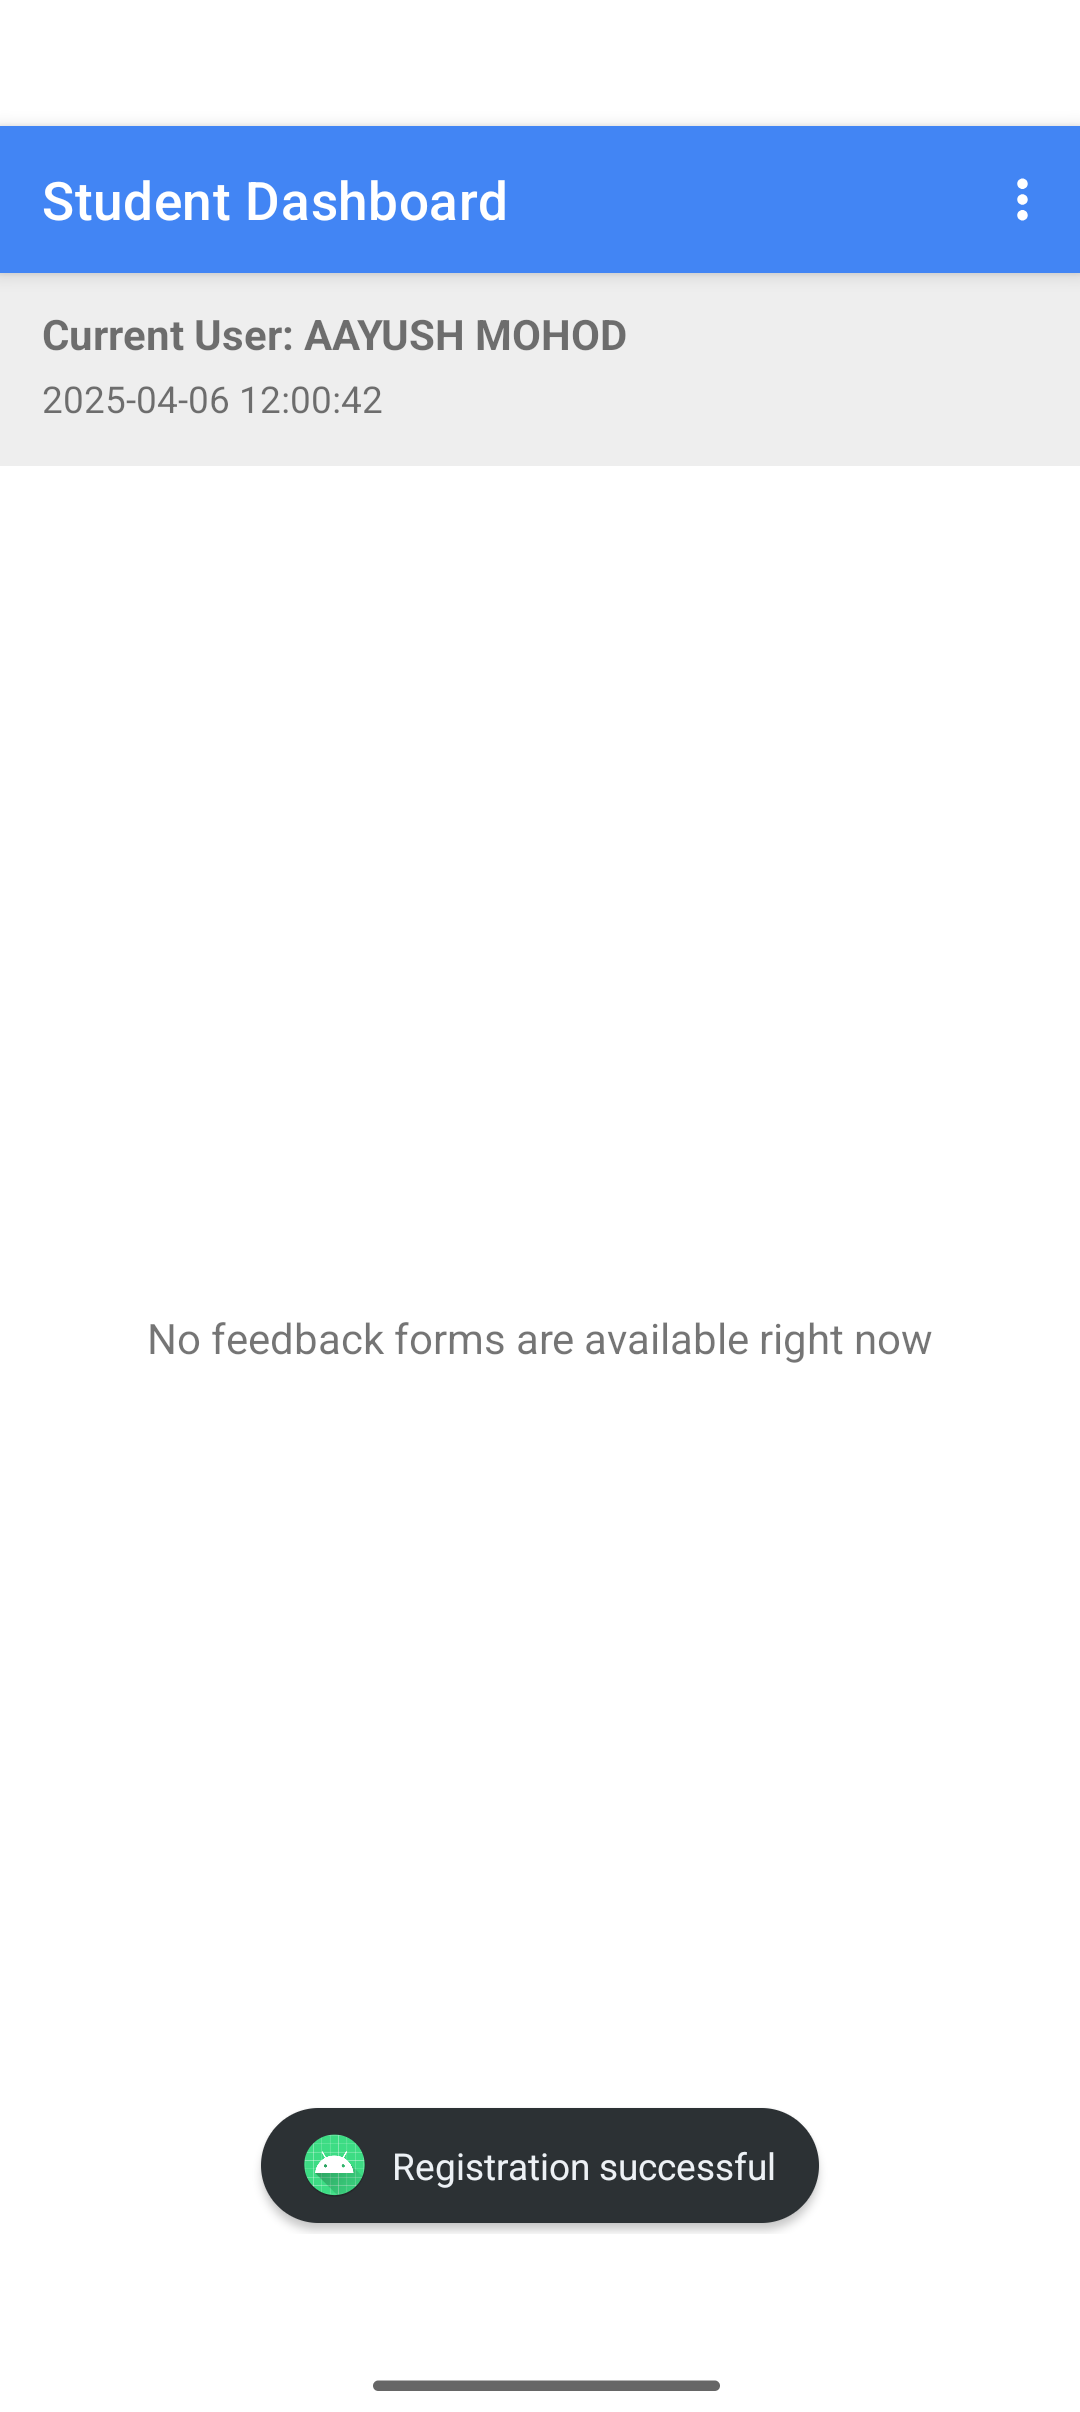 Student Dashboard
Current User: AAYUSH MOHOD
2025-04-06 12:00:42
No feedback forms are available right now
Registration successful